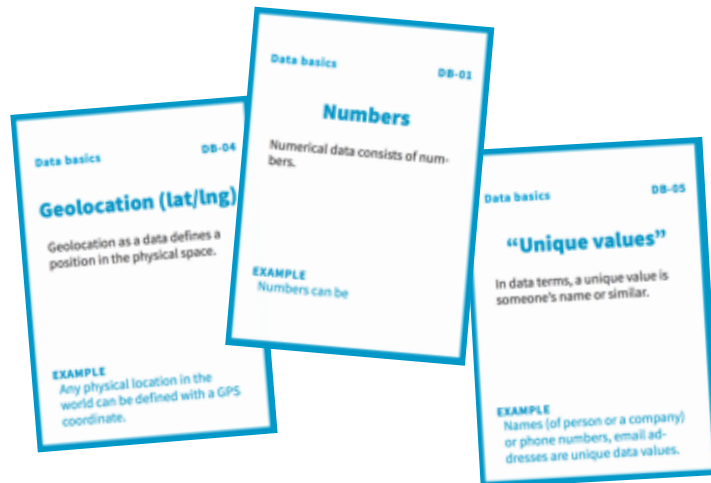 Data basics
DB-04
Geolocation (lat/lng)
Geolocation as a data defines a
position in the physical space.
EXAMPLE
Any physical location in the
world can be defined with a GPS
coordinate.
Data basics
DB-01
Numbers
Numerical data consists of num-
bers.
EXAMPLE
Numbers can be
Data basics
DB-05
“Unique values”
In data terms, a unique value is
someone's name or similar.
EXAMPLE
Names (of person or a company)
or phone numbers, email ad-
dresses are unique data values.